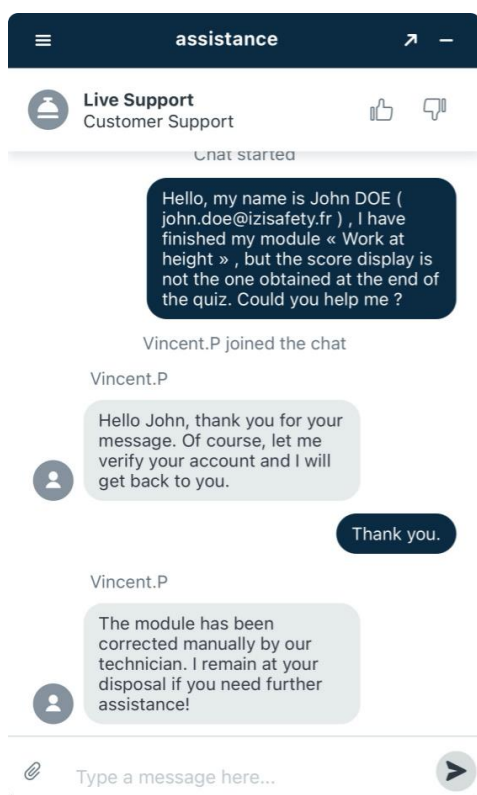 assistance
Live Support
Customer Support
Chat started
Hello, my name is John DOE (
john.doe@izisafety.fr ) , I have
finished my module « Work at
height » , but the score display is
not the one obtained at the end of
the quiz. Could you help me ?
Vincent.P joined the chat
Vincent.P
Hello John, thank you for your
message. Of course, let me
verify your account and I will
get back to you.
Thank you.
Vincent.P
The module has been
corrected manually by our
technician. I remain at your
disposal if you need further
assistance!
Type a message here...